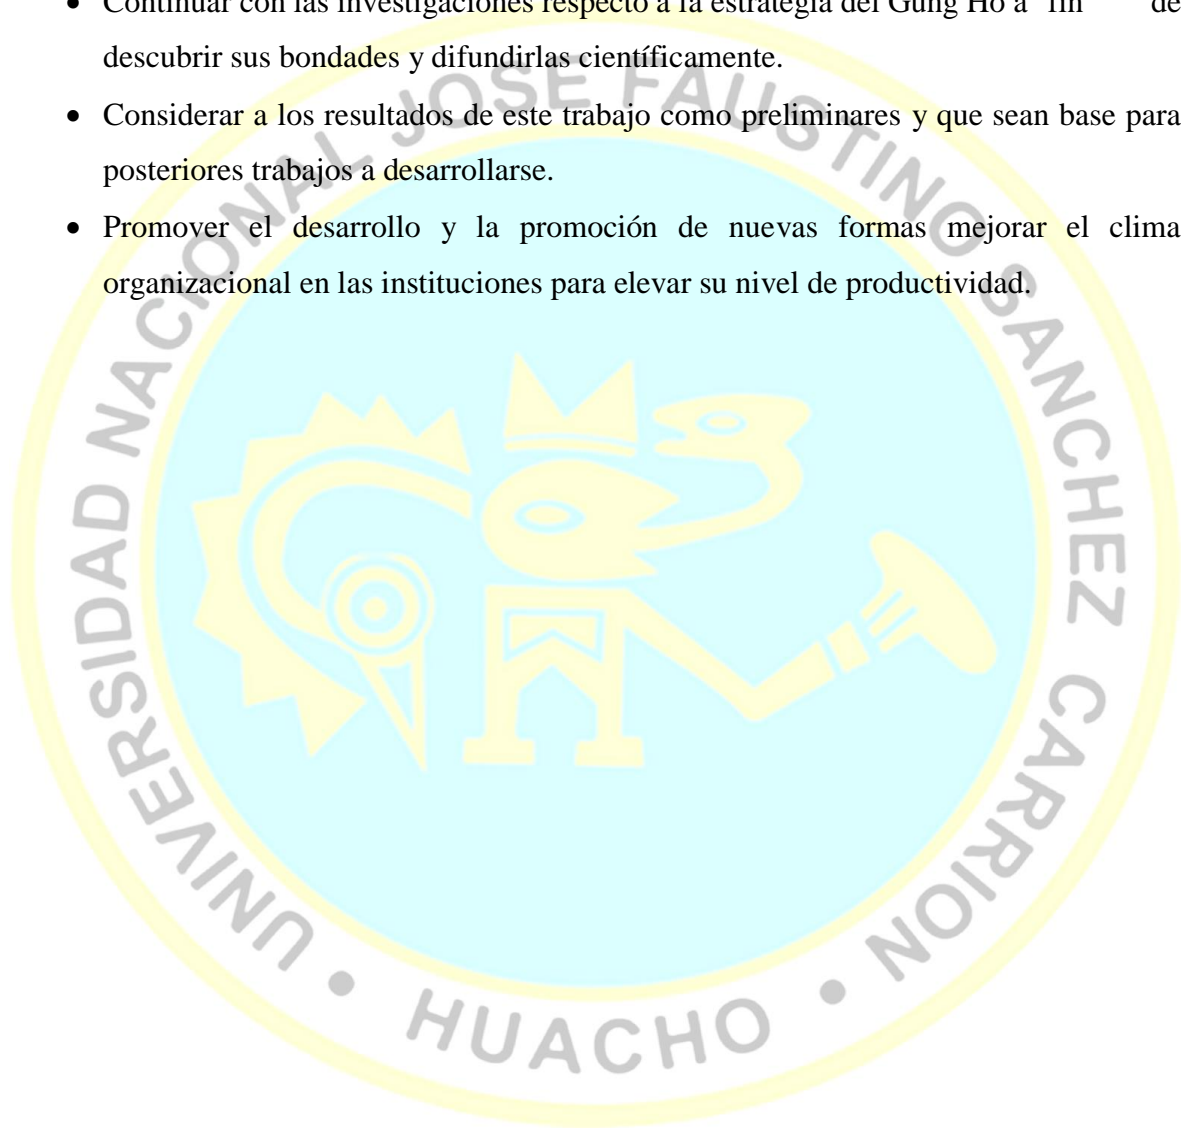 • Continuar con las investigaciones respecto a la estrategia del Gung Ho a fin de
descubrir sus bondades y difundirlas científicamente.
• Considerar a los resultados de este trabajo como preliminares y que sean base para
posteriores trabajos a desarrollarse.
• Promover el desarrollo y la promoción de nuevas formas mejorar el clima
organizacional en las instituciones para elevar su nivel de productividad.
UNIVERSIDAD NACIONAL JOSE FAUSTINO SANCHEZ CARRION
• HUACHO •